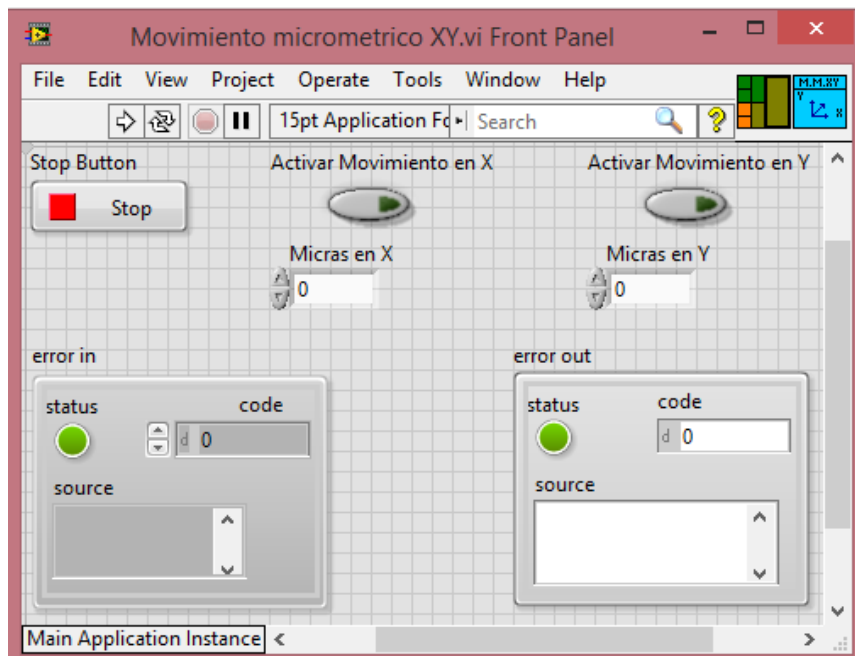 Movimiento micrometrico XY.vi Front Panel
File Edit View Project Operate Tools Window Help
M.M.XY
Y
X
15pt Application Fo
Search
?
Stop Button
Activar Movimiento en X
Activar Movimiento en Y
Stop
Micras en X
Micras en Y
0
0
error in
error out
status
code
status
code
d 0
d 0
source
source
Main Application Instance